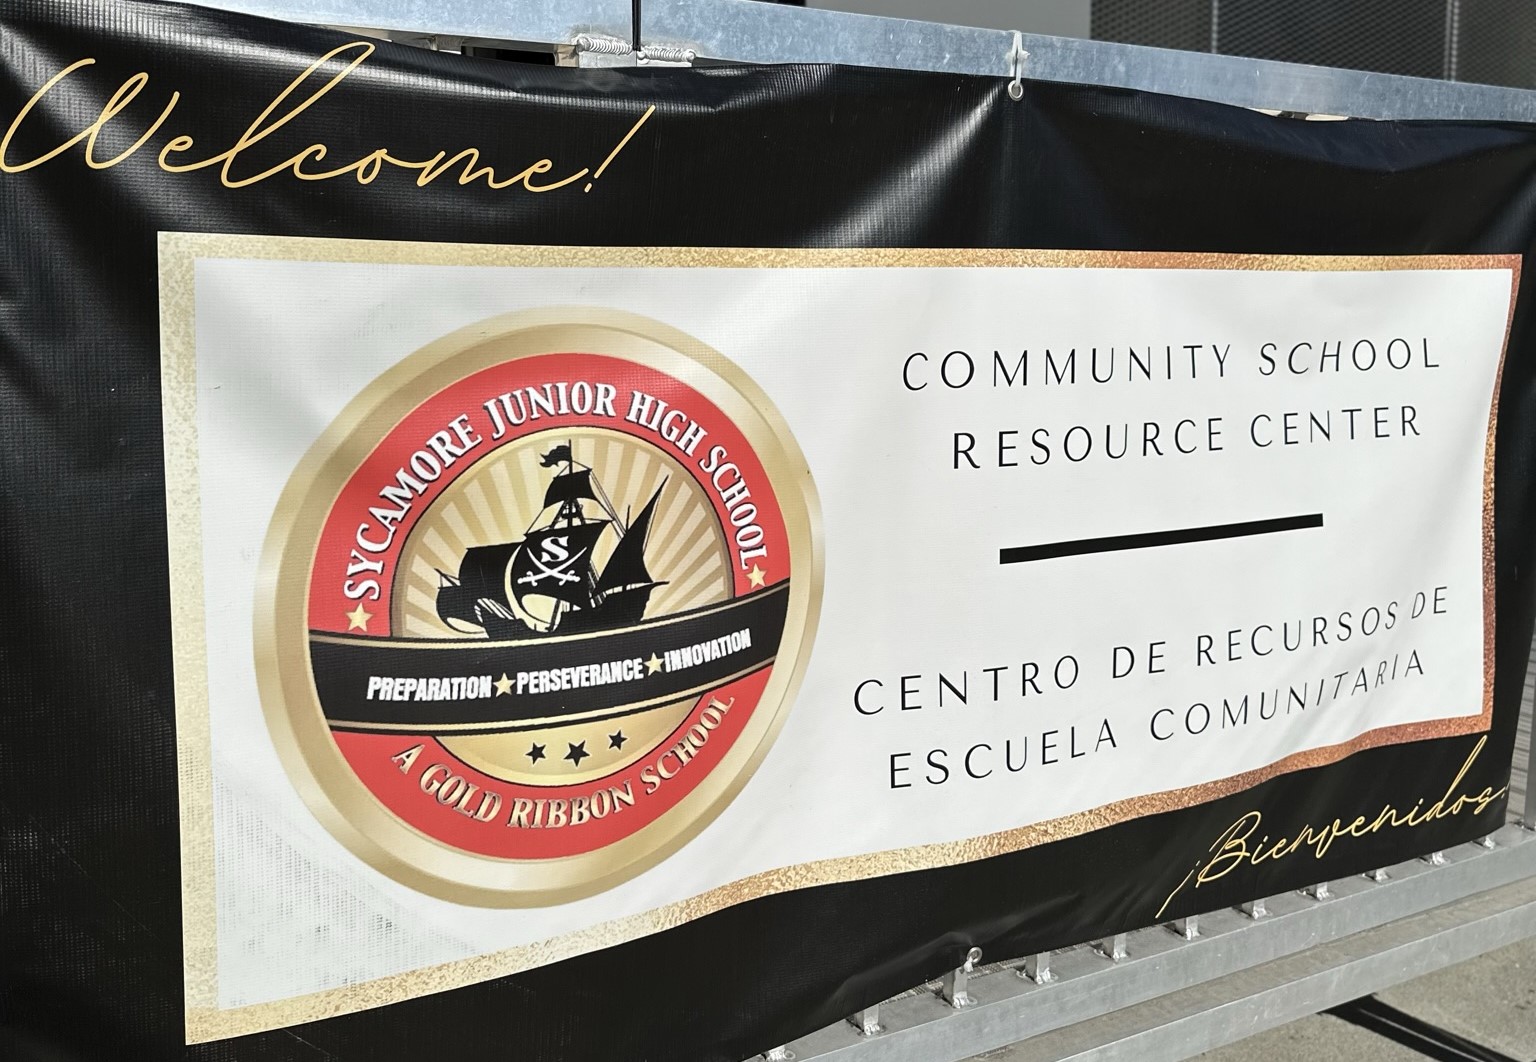 Welcome!
SYCAMORE JUNIOR HIGH SCHOOL
S
PREPARATION PERSEVERANCE INNOVATION
A GOLD RIBBON SCHOOL
COMMUNITY SCHOOL
RESOURCE CENTER
CENTRO DE RECURSOS DE
ESCUELA COMUNITARIA
¡Bienvenidos!